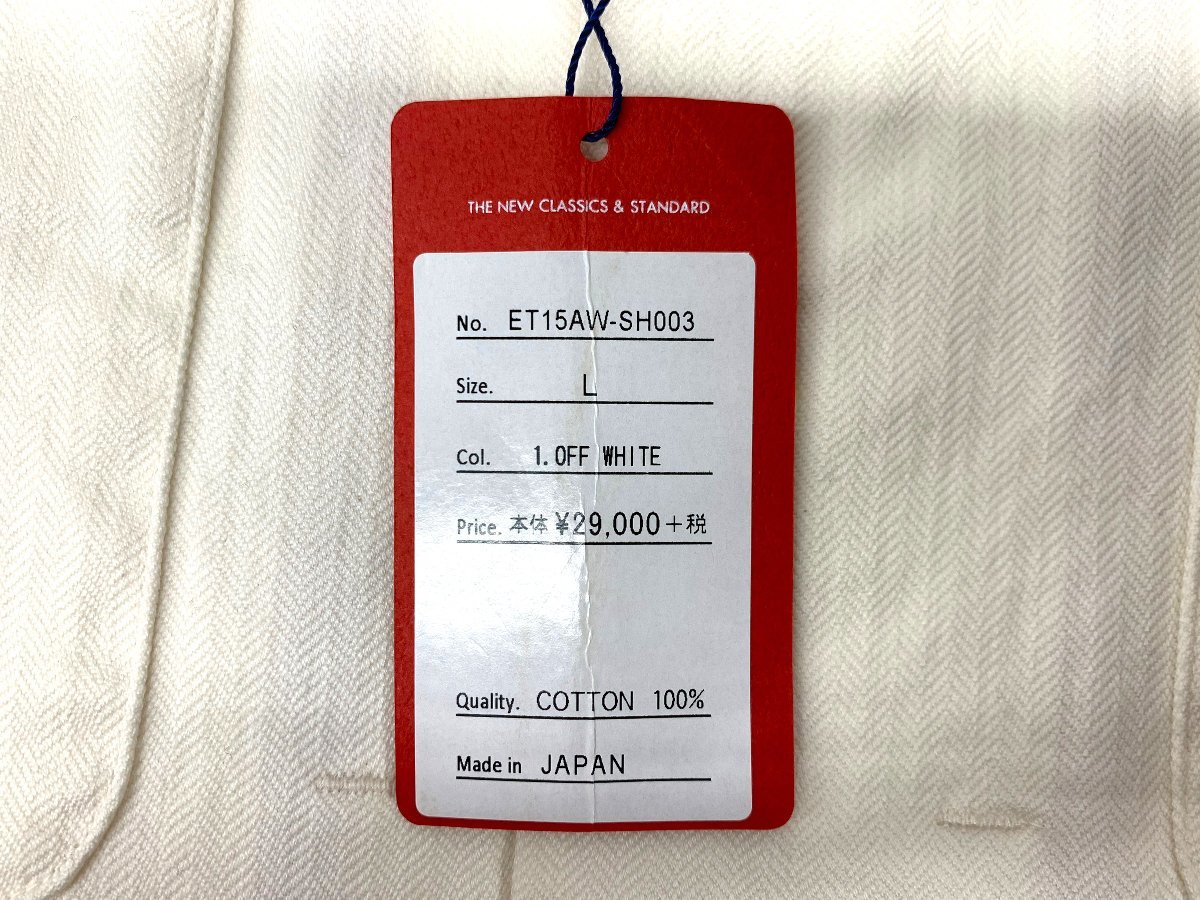 THE NEW CLASSICS & STANDARD
No. ET15AW-SH003
Size. L
Col. 1.OFF WHITE
Price. 本体 ¥29,000+税
Quality. COTTON 100%
Made in JAPAN